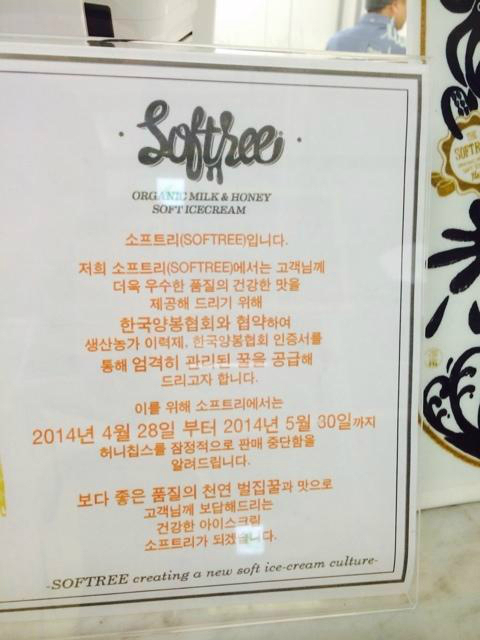 Softree
ORGANIC MILK & HONEY
SOFT ICECREAM
소프트리(SOFTREE)입니다.
저희 소프트리(SOFTREE)에서는 고객님께
더욱 우수한 품질의 건강한 맛을
제공해 드리기 위해
한국양봉협회와 협약하여
생산농가 이력제, 한국양봉협회 인증서를
통해 엄격히 관리된 꿀을 공급해
드리고자 합니다.
이를 위해 소프트리에서는
2014년 4월 28일 부터 2014년 5월 30일까지
허니칩스를 잠정적으로 판매 중단함을
알려드립니다.
보다 좋은 품질의 천연 벌집꿀과 맛으로
고객님께 보답해드리는
건강한 아이스크림
소프트리가 되겠습니다.
-SOFTREE creating a new soft ice-cream culture-
THE
SOFTR